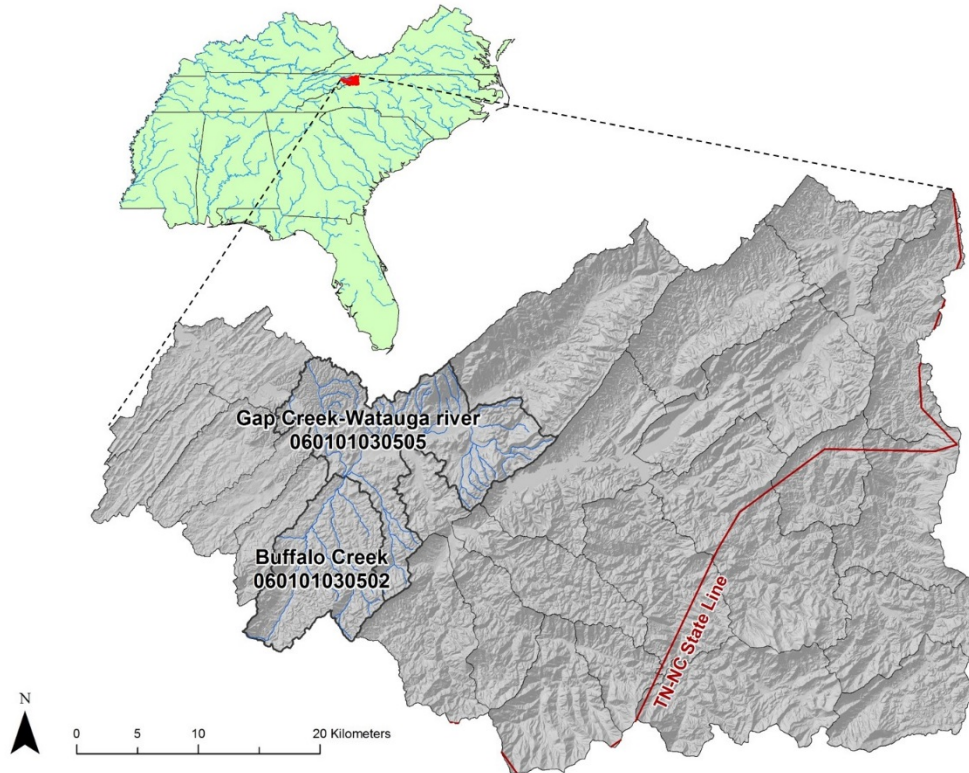 Gap Creek-Watauga river
060101030505
Buffalo Creek
060101030502
TN-NC State Line
N
0 5 10 20 Kilometers